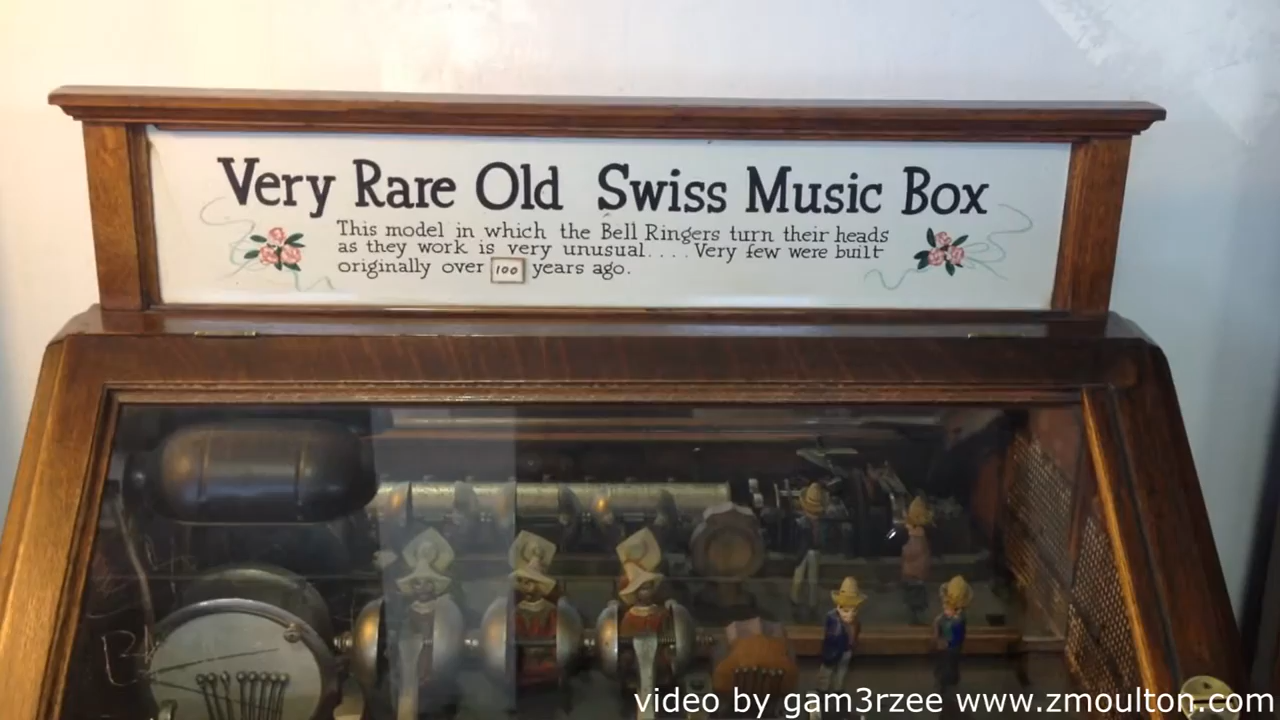 Very Rare Old Swiss Music Box
This model in which the Bell Ringers turn their heads
as they work is very unusual.... Very few were built
originally over 100 years ago.
video by gam3rzee www.zmoulton.com